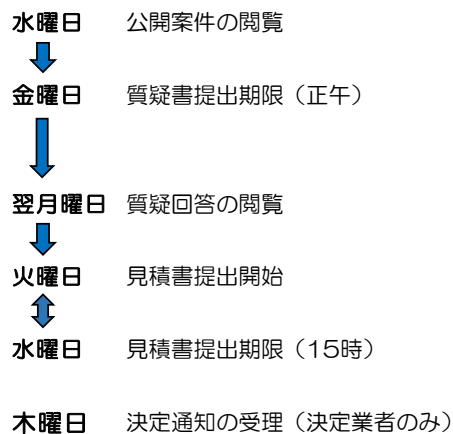 水曜日 公開案件の閲覧
金曜日 質疑書提出期限（正午）
翌月曜日 質疑回答の閲覧
火曜日 見積書提出開始
水曜日 見積書提出期限（15時）
木曜日 決定通知の受理（決定業者のみ）